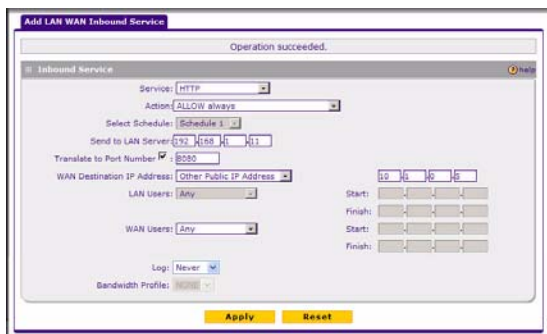 Add LAN WAN Inbound Service
Operation succeeded.
Inbound Service
help
Service: HTTP
Action: ALLOW always
Select Schedule: Schedule 1
Send to LAN Server: 192 . 168 . 1 . 11
Translate to Port Number : 8080
WAN Destination IP Address: Other Public IP Address 10 . 1 . 0 . 5
LAN Users: Any Start:
Finish:
WAN Users: Any Start:
Finish:
Log: Never
Bandwidth Profile: NONE
Apply Reset